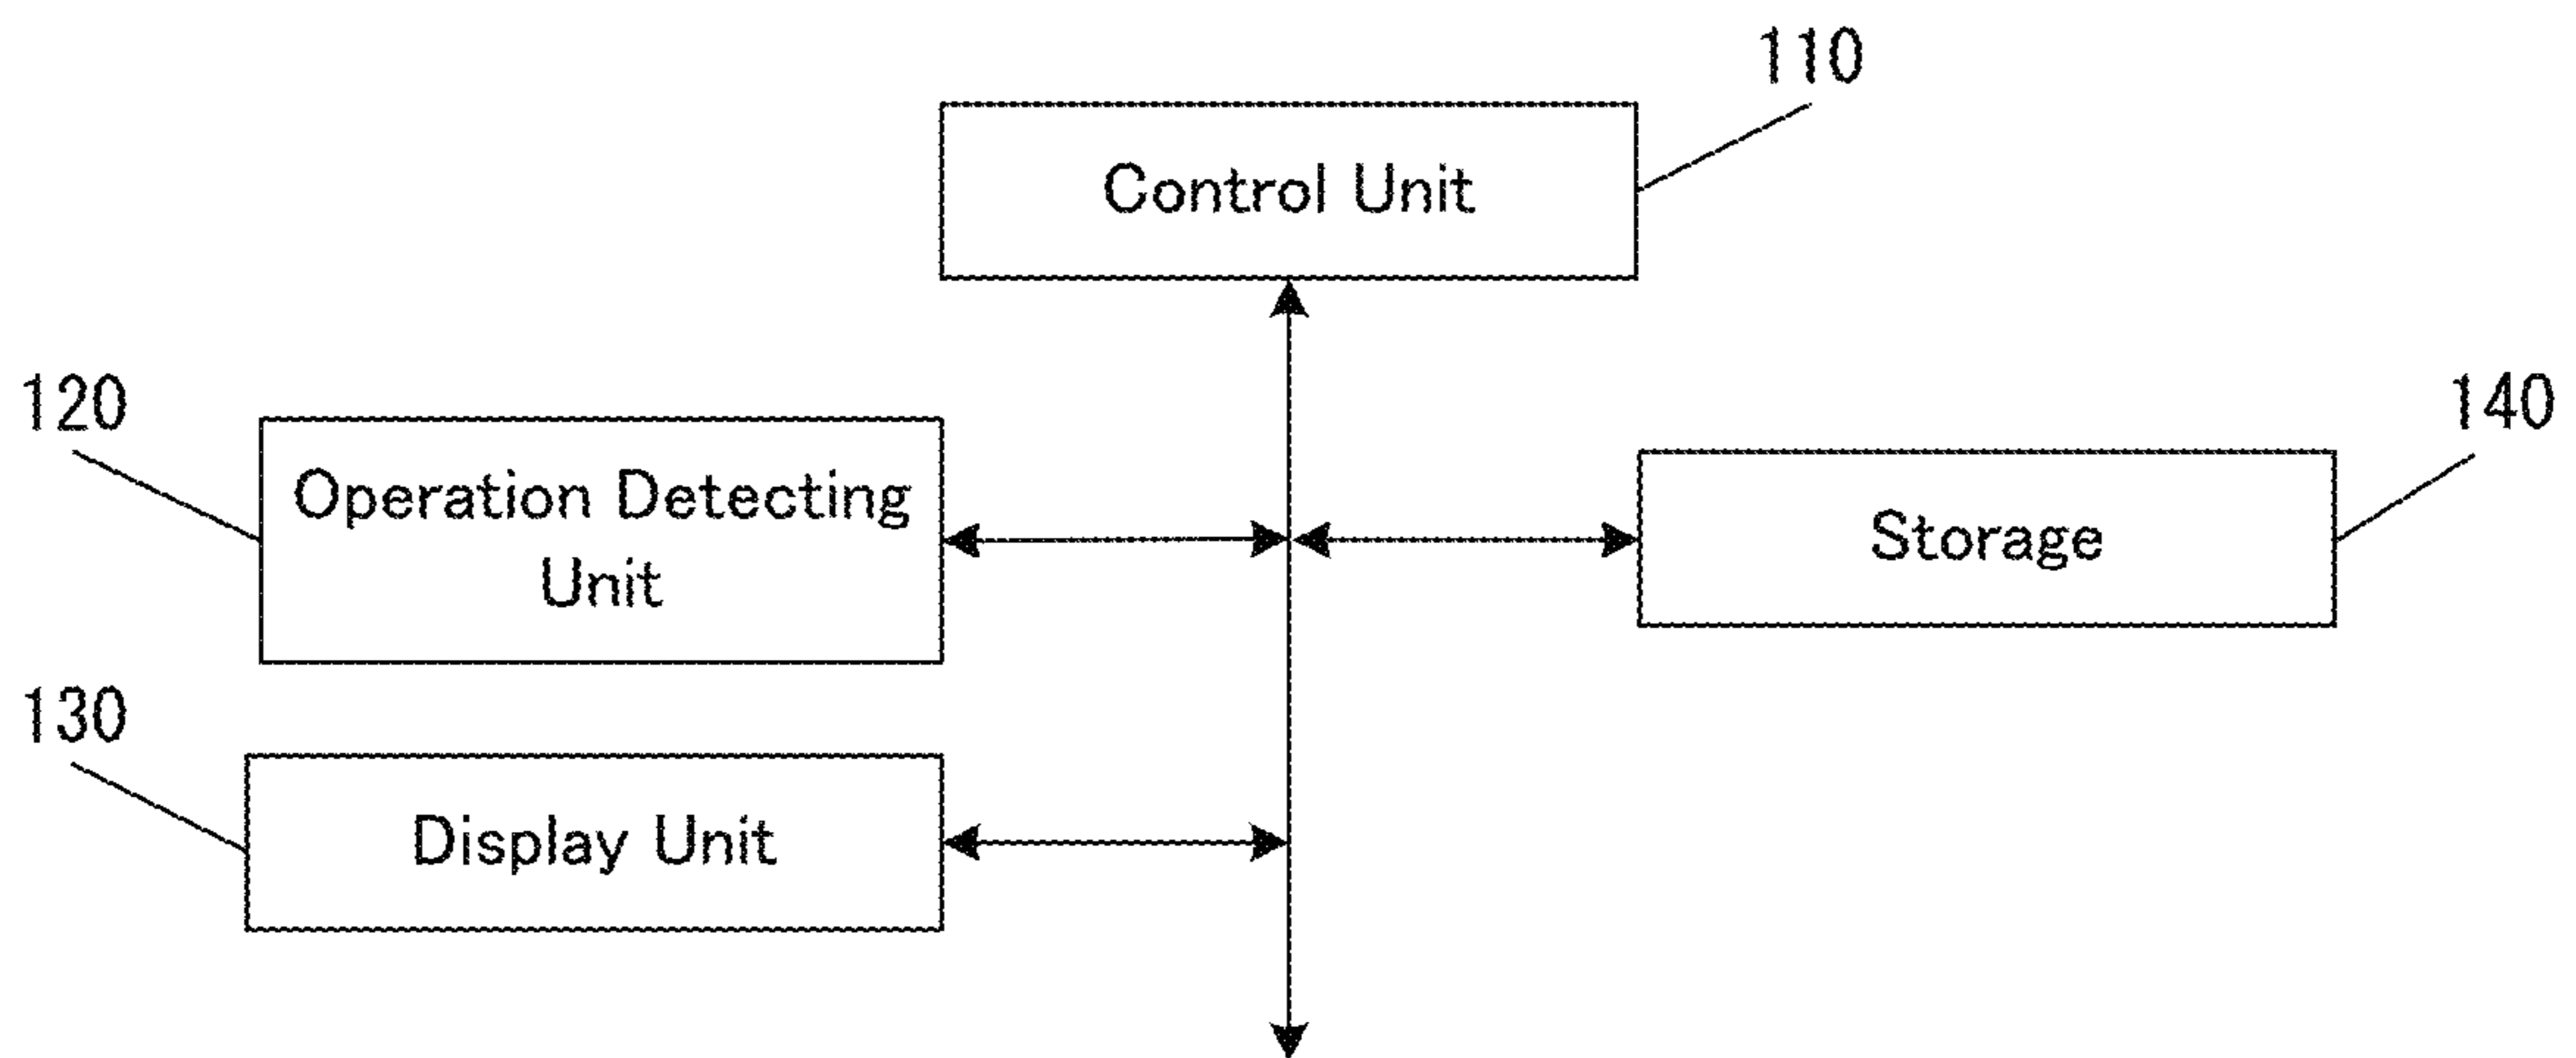 110
Control Unit
120
140
Operation Detecting
Unit
Storage
130
Display Unit